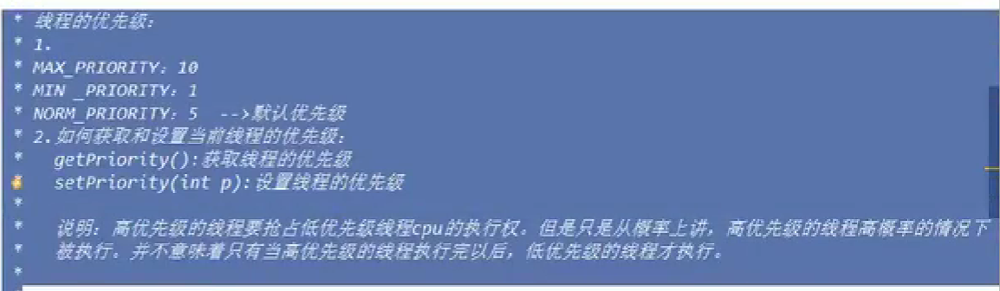 * 线程的优先级:
* 1.
* MAX_PRIORITY: 10
* MIN _PRIORITY: 1
* NORM_PRIORITY: 5 -->默认优先级
* 2.如何获取和设置当前线程的优先级:
* getPriority():获取线程的优先级
* setPriority(int p):设置线程的优先级
*
* 说明: 高优先级的线程要抢占低优先级线程cpu的执行权。但是只是从概率上讲, 高优先级的线程高概率的情况下
* 被执行。并不意味着只有当高优先级的线程执行完以后, 低优先级的线程才执行。
*